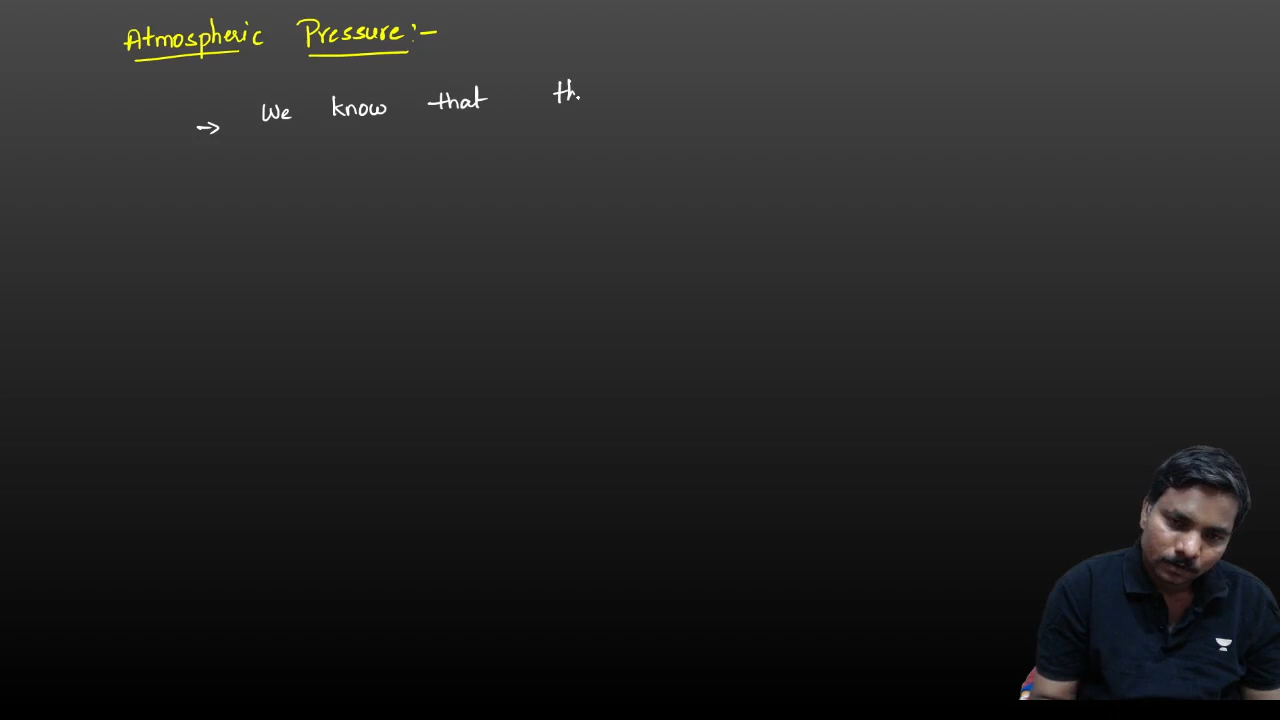 Atmospheric Pressure:-
→ We know that th